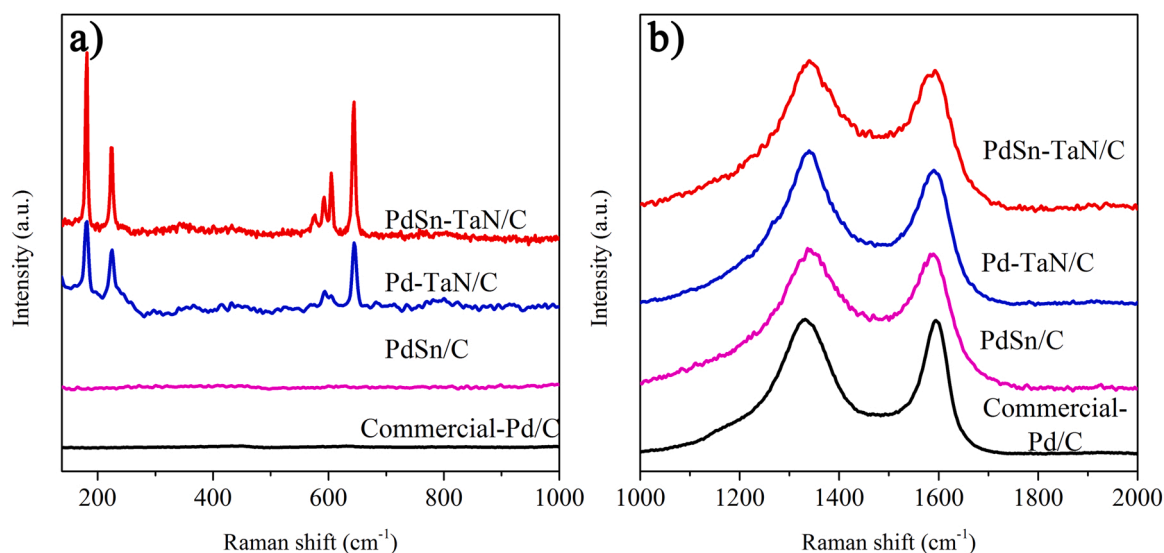 a)
PdSn-TaN/C
Pd-TaN/C
PdSn/C
Commercial-Pd/C
Intensity (a.u.)
200 400 600 800 1000
Raman shift (cm⁻¹)
b)
PdSn-TaN/C
Pd-TaN/C
PdSn/C
Commercial-
Pd/C
Intensity (a.u.)
1000 1200 1400 1600 1800 2000
Raman shift (cm⁻¹)